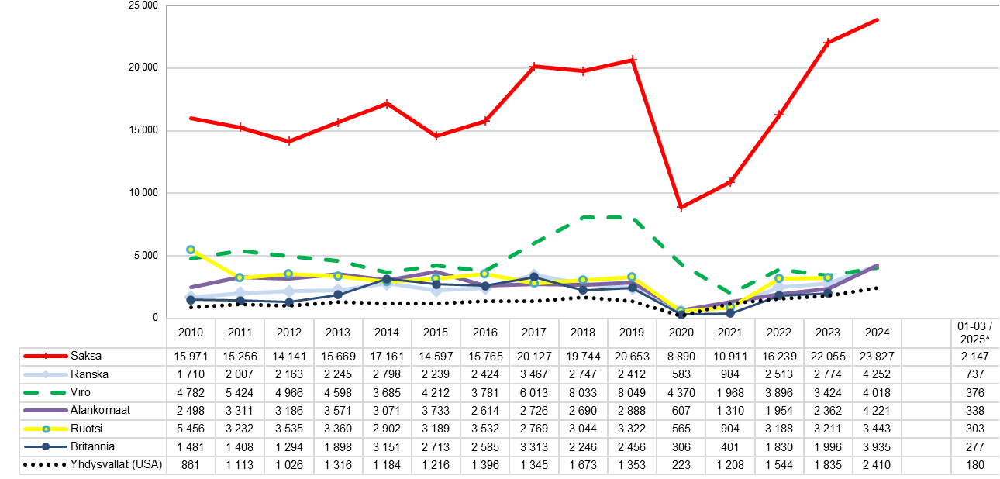 25 000
20 000
15 000
10 000
5 000
0
2010 2011 2012 2013 2014 2015 2016 2017 2018 2019 2020 2021 2022 2023 2024 01-03 / 2025*
Saksa 15 971 15 256 14 141 15 669 17 161 14 597 15 765 20 127 19 744 20 653 8 890 10 911 16 239 22 055 23 827 2 147
Ranska 1 710 2 007 2 163 2 245 2 798 2 239 2 424 3 467 2 747 2 412 583 984 2 513 2 774 4 252 737
Viro 4 782 5 424 4 966 4 598 3 685 4 212 3 781 6 013 8 033 8 049 4 370 1 968 3 896 3 424 4 018 376
Alankomaat 2 498 3 311 3 186 3 571 3 071 3 733 2 614 2 726 2 690 2 888 607 1 310 1 954 2 362 4 221 338
Ruotsi 5 456 3 232 3 535 3 360 2 902 3 189 3 532 2 769 3 044 3 322 565 904 3 188 3 211 3 443 303
Britannia 1 481 1 408 1 294 1 898 3 151 2 713 2 585 3 313 2 246 2 456 306 401 1 830 1 996 3 935 277
Yhdysvallat (USA) 861 1 113 1 026 1 316 1 184 1 216 1 396 1 345 1 673 1 353 223 1 208 1 544 1 835 2 410 180